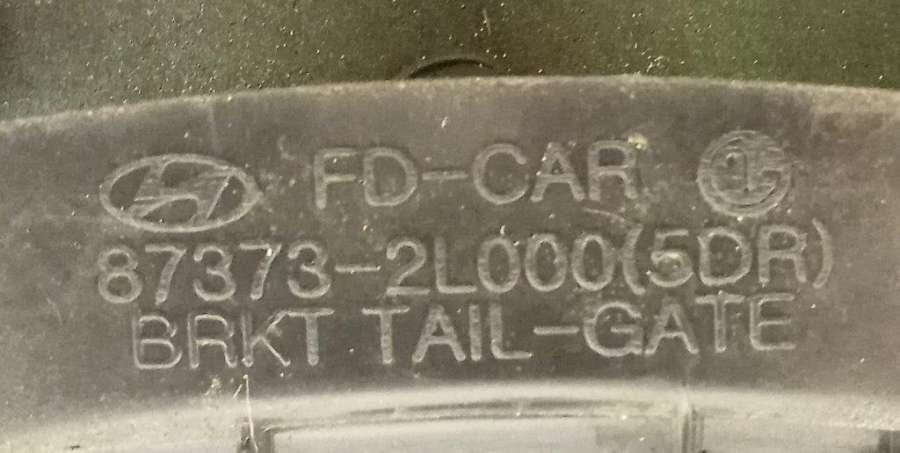 FD-CAR
87373-2L000(5DR)
BRKT TAIL-GATE